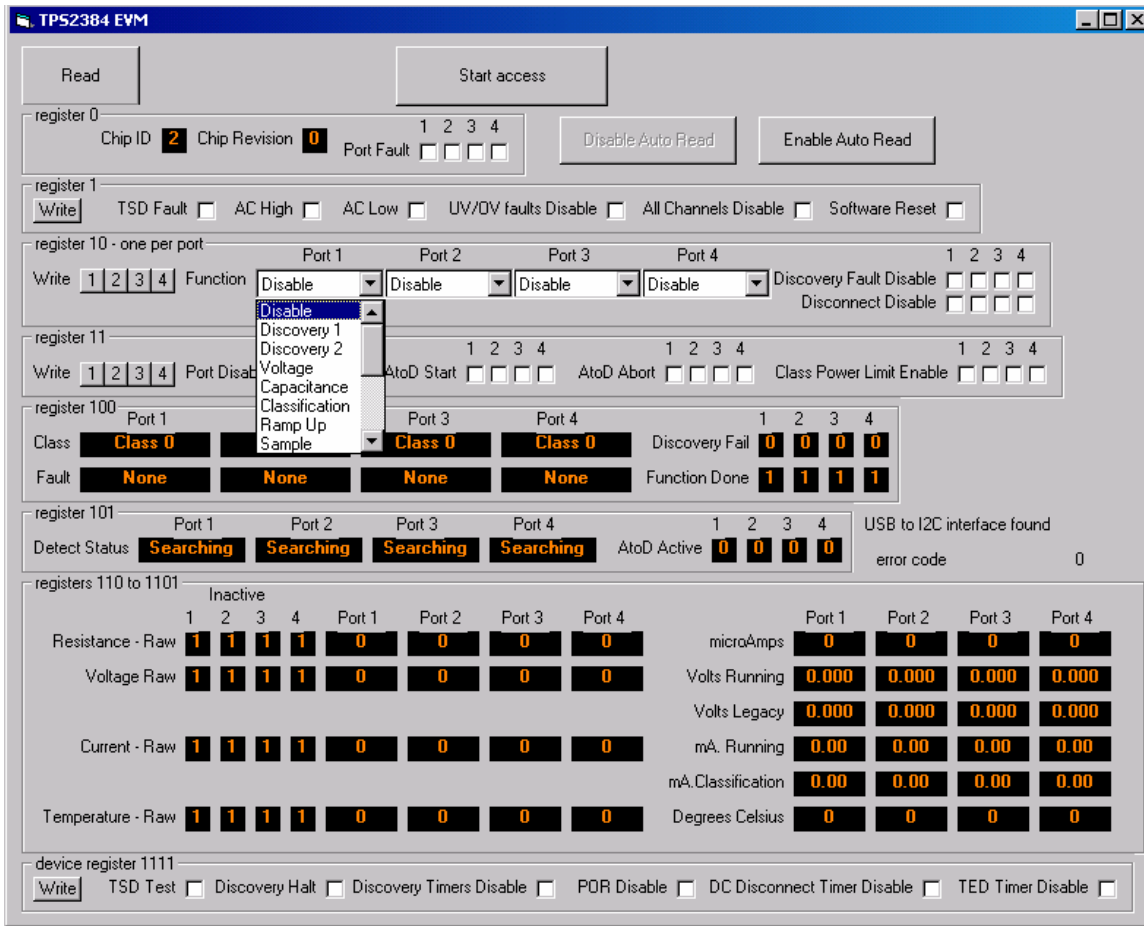 TPS2384 EVM
Read
Start access
register 0
Chip ID 2 Chip Revision 0 Port Fault 1 2 3 4
Disable Auto Read
Enable Auto Read
register 1
Write TSD Fault AC High AC Low UV/OV faults Disable All Channels Disable Software Reset
register 10 - one per port
Port 1 Port 2 Port 3 Port 4 1 2 3 4
Write 1 2 3 4 Function Disable Disable Disable Disable Discovery Fault Disable
Disconnect Disable
Disable
Discovery 1
Discovery 2
Voltage
Capacitance
Classification
Ramp Up
Sample
register 11
1 2 3 4 1 2 3 4 1 2 3 4
Write 1 2 3 4 Port Disab AtoD Start AtoD Abort Class Power Limit Enable
register 100
Port 1 Port 3 Port 4 1 2 3 4
Class Class 0 Class 0 Class 0 Discovery Fail 0 0 0 0
Fault None None None None Function Done 1 1 1 1
register 101
Port 1 Port 2 Port 3 Port 4 1 2 3 4
Detect Status Searching Searching Searching Searching AtoD Active 0 0 0 0
USB to I2C interface found
error code 0
registers 110 to 1101
Inactive
1 2 3 4 Port 1 Port 2 Port 3 Port 4 Port 1 Port 2 Port 3 Port 4
Resistance - Raw 1 1 1 1 0 0 0 0 microAmps 0 0 0 0
Voltage Raw 1 1 1 1 0 0 0 0 Volts Running 0.000 0.000 0.000 0.000
Volts Legacy 0.000 0.000 0.000 0.000
Current - Raw 1 1 1 1 0 0 0 0 mA. Running 0.00 0.00 0.00 0.00
mA.Classification 0.00 0.00 0.00 0.00
Temperature - Raw 1 1 1 1 0 0 0 0 Degrees Celsius 0 0 0 0
device register 1111
Write TSD Test Discovery Halt Discovery Timers Disable POR Disable DC Disconnect Timer Disable TED Timer Disable